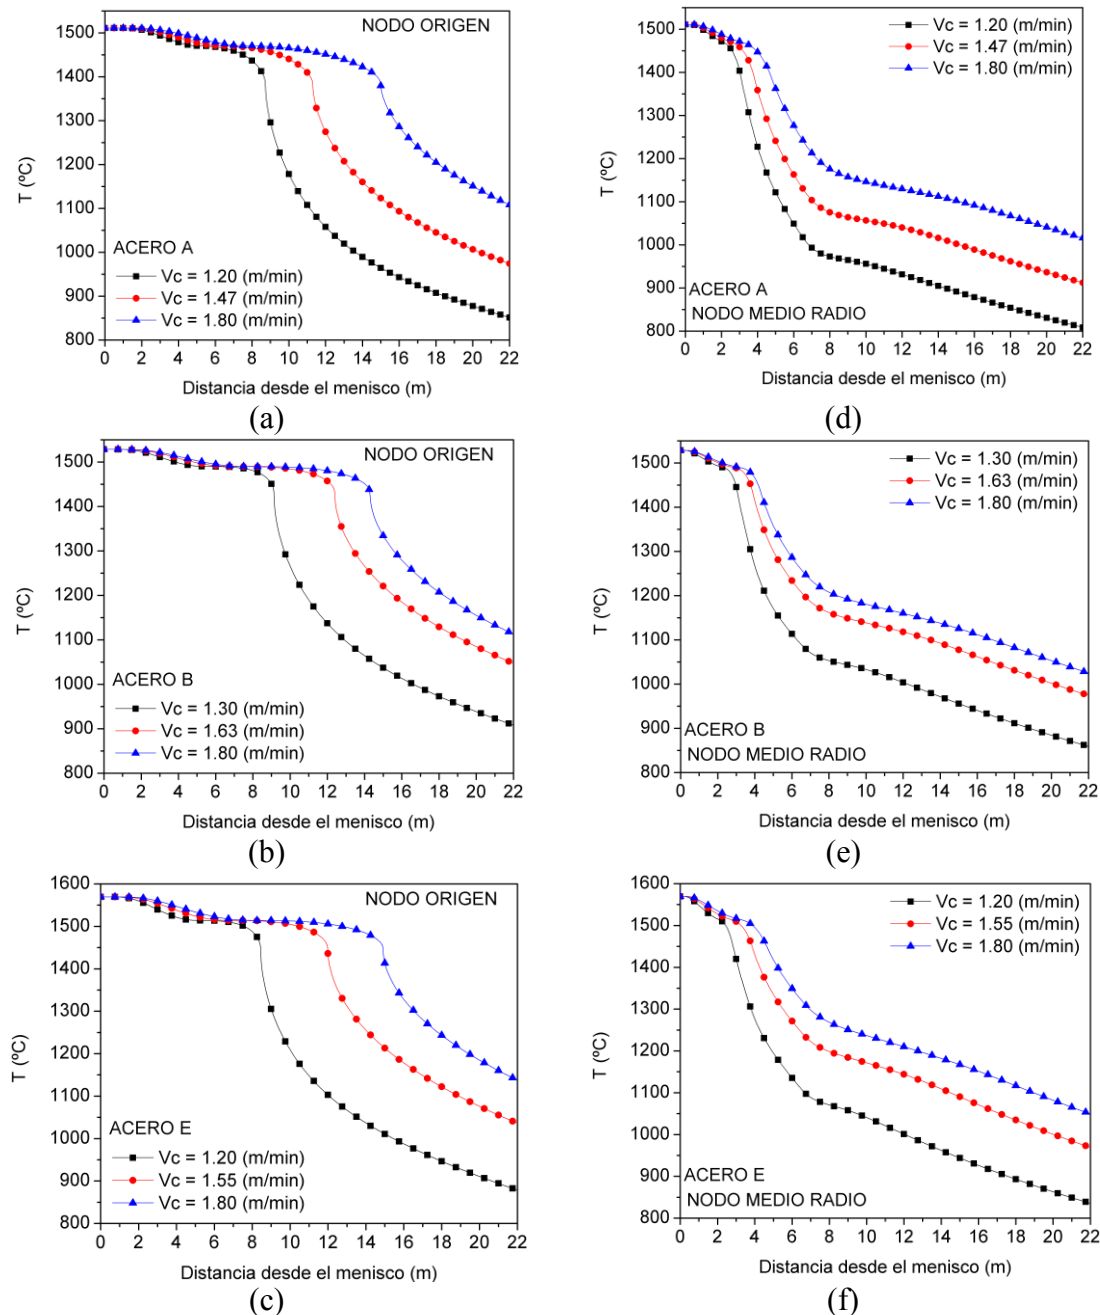 NODO ORIGEN
1500
1400
1300
1200
1100
1000
900
800
T (ºC)
ACERO A
Vc = 1.20 (m/min)
Vc = 1.47 (m/min)
Vc = 1.80 (m/min)
0 2 4 6 8 10 12 14 16 18 20 22
Distancia desde el menisco (m)
(a)
1500
1400
1300
1200
1100
1000
900
800
T (ºC)
Vc = 1.20 (m/min)
Vc = 1.47 (m/min)
Vc = 1.80 (m/min)
ACERO A
NODO MEDIO RADIO
0 2 4 6 8 10 12 14 16 18 20 22
Distancia desde el menisco (m)
(d)
NODO ORIGEN
1500
1400
1300
1200
1100
1000
900
800
T (ºC)
ACERO B
Vc = 1.30 (m/min)
Vc = 1.63 (m/min)
Vc = 1.80 (m/min)
0 2 4 6 8 10 12 14 16 18 20 22
Distancia desde el menisco (m)
(b)
1500
1400
1300
1200
1100
1000
900
800
T (ºC)
Vc = 1.30 (m/min)
Vc = 1.63 (m/min)
Vc = 1.80 (m/min)
ACERO B
NODO MEDIO RADIO
0 2 4 6 8 10 12 14 16 18 20 22
Distancia desde el menisco (m)
(e)
NODO ORIGEN
1600
1500
1400
1300
1200
1100
1000
900
800
T (ºC)
ACERO E
Vc = 1.20 (m/min)
Vc = 1.55 (m/min)
Vc = 1.80 (m/min)
0 2 4 6 8 10 12 14 16 18 20 22
Distancia desde el menisco (m)
(c)
1600
1500
1400
1300
1200
1100
1000
900
800
T (ºC)
Vc = 1.20 (m/min)
Vc = 1.55 (m/min)
Vc = 1.80 (m/min)
ACERO E
NODO MEDIO RADIO
0 2 4 6 8 10 12 14 16 18 20 22
Distancia desde el menisco (m)
(f)